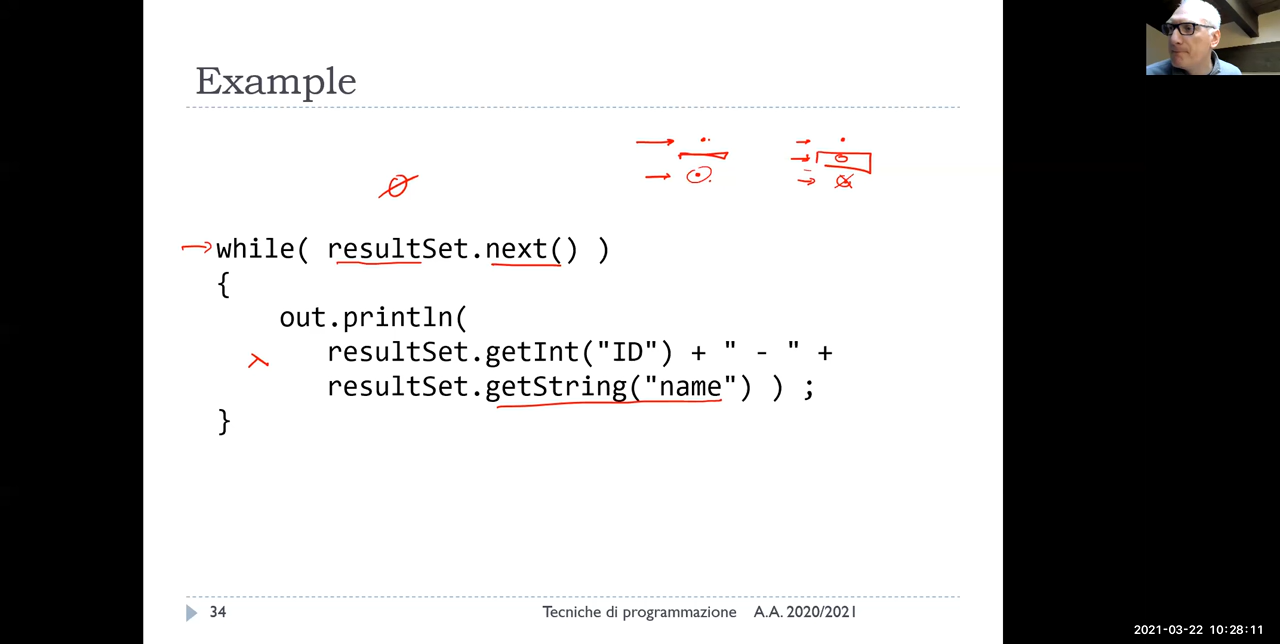 Example
while( resultSet.next() )
{
out.println(
resultSet.getInt("ID") + " - " +
resultSet.getString("name") ) ;
}
34
Tecniche di programmazione A.A. 2020/2021
2021-03-22 10:28:11